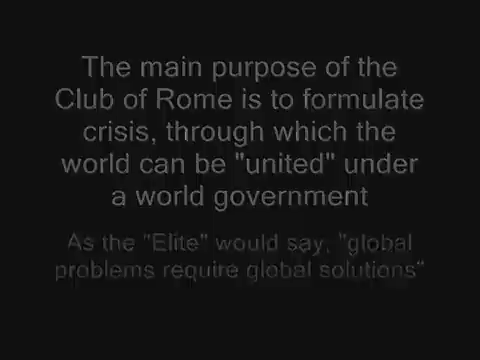 The main purpose of the
Club of Rome is to formulate
crisis, through which the
world can be "united" under
a world government
As the "Elite" would say, "global
problems require global solutions"